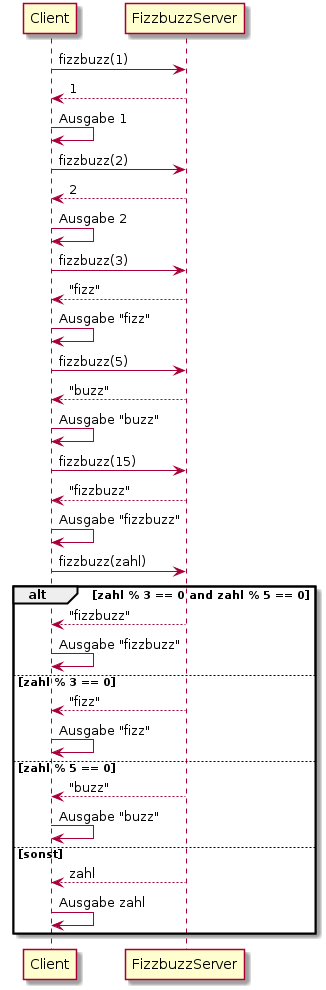 Client FizzbuzzServer
fizzbuzz(1)
1
Ausgabe 1
fizzbuzz(2)
2
Ausgabe 2
fizzbuzz(3)
"fizz"
Ausgabe "fizz"
fizzbuzz(5)
"buzz"
Ausgabe "buzz"
fizzbuzz(15)
"fizzbuzz"
Ausgabe "fizzbuzz"
fizzbuzz(zahl)
alt [zahl % 3 == 0 and zahl % 5 == 0]
"fizzbuzz"
Ausgabe "fizzbuzz"
[zahl % 3 == 0]
"fizz"
Ausgabe "fizz"
[zahl % 5 == 0]
"buzz"
Ausgabe "buzz"
[sonst]
zahl
Ausgabe zahl
Client FizzbuzzServer